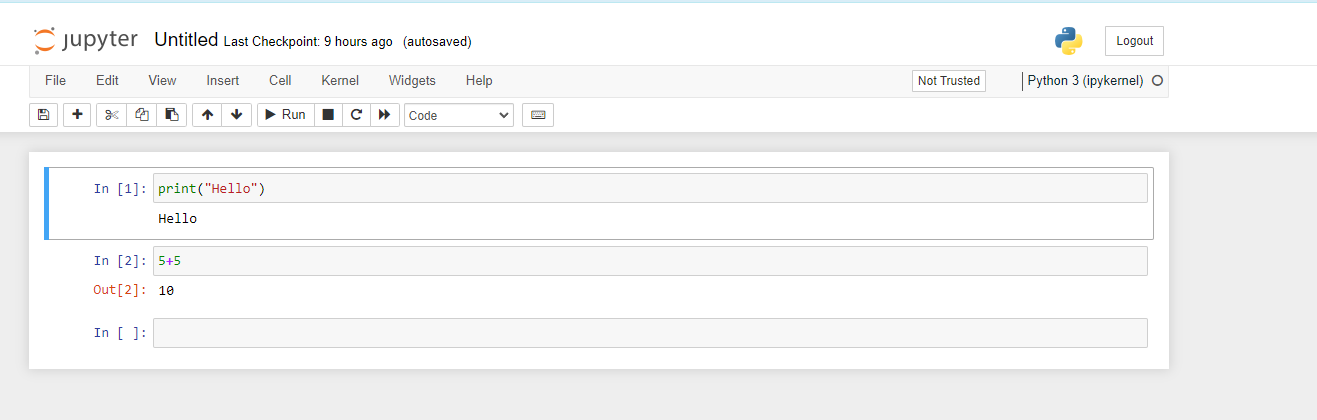 jupyter Untitled Last Checkpoint: 9 hours ago (autosaved) Logout
File Edit View Insert Cell Kernel Widgets Help Not Trusted Python 3 (ipykernel)
Run Code
In [1]: print("Hello")
Hello
In [2]: 5+5
Out[2]: 10
In [ ]: